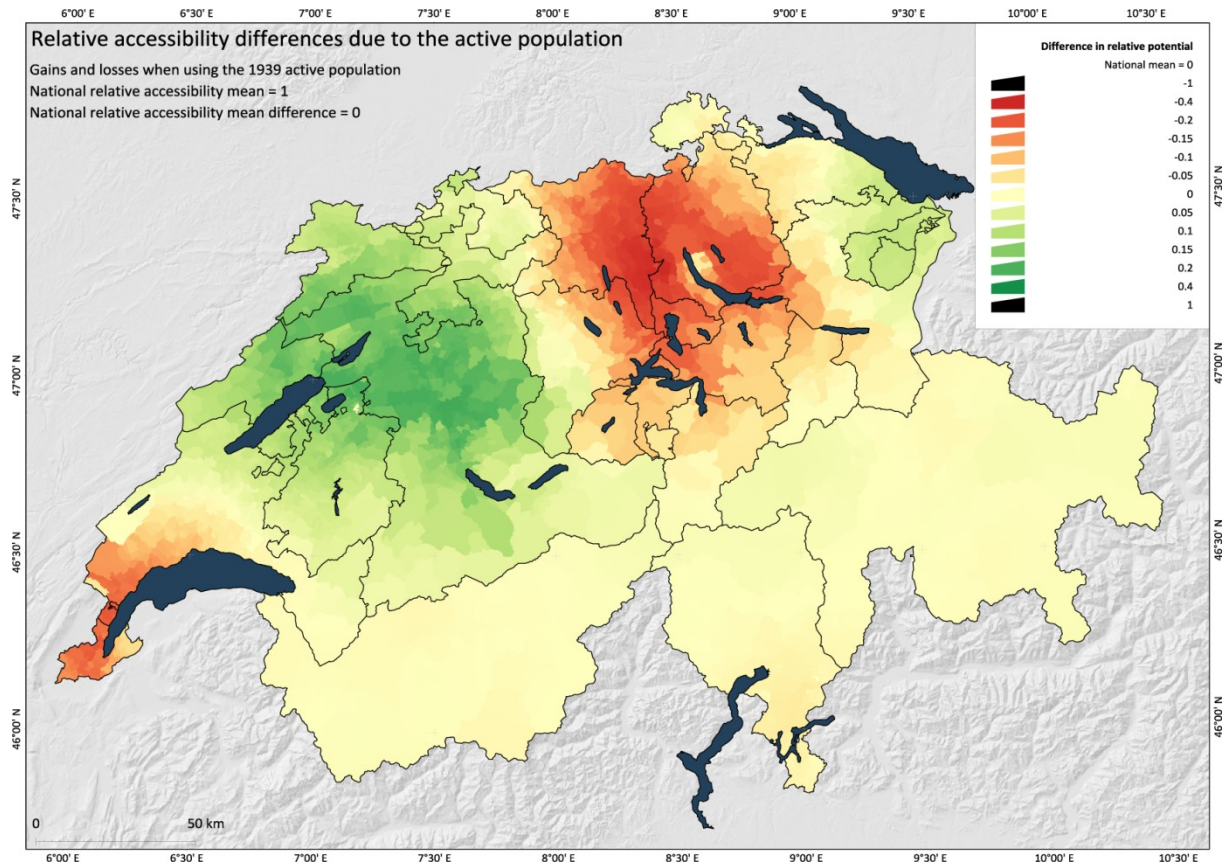 6°00' E 6°30' E 7°00' E 7°30' E 8°00' E 8°30' E 9°00' E 9°30' E 10°00' E 10°30' E
Relative accessibility differences due to the active population
Gains and losses when using the 1939 active population
National relative accessibility mean = 1
National relative accessibility mean difference = 0
Difference in relative potential
National mean = 0
-1
-0.4
-0.2
-0.15
-0.1
-0.05
0
0.05
0.1
0.15
0.2
0.4
1
47°30' N
47°00' N
46°30' N
46°00' N
47°30' N
47°00' N
46°30' N
46°00' N
0 50 km
6°00' E 6°30' E 7°00' E 7°30' E 8°00' E 8°30' E 9°00' E 9°30' E 10°00' E 10°30' E